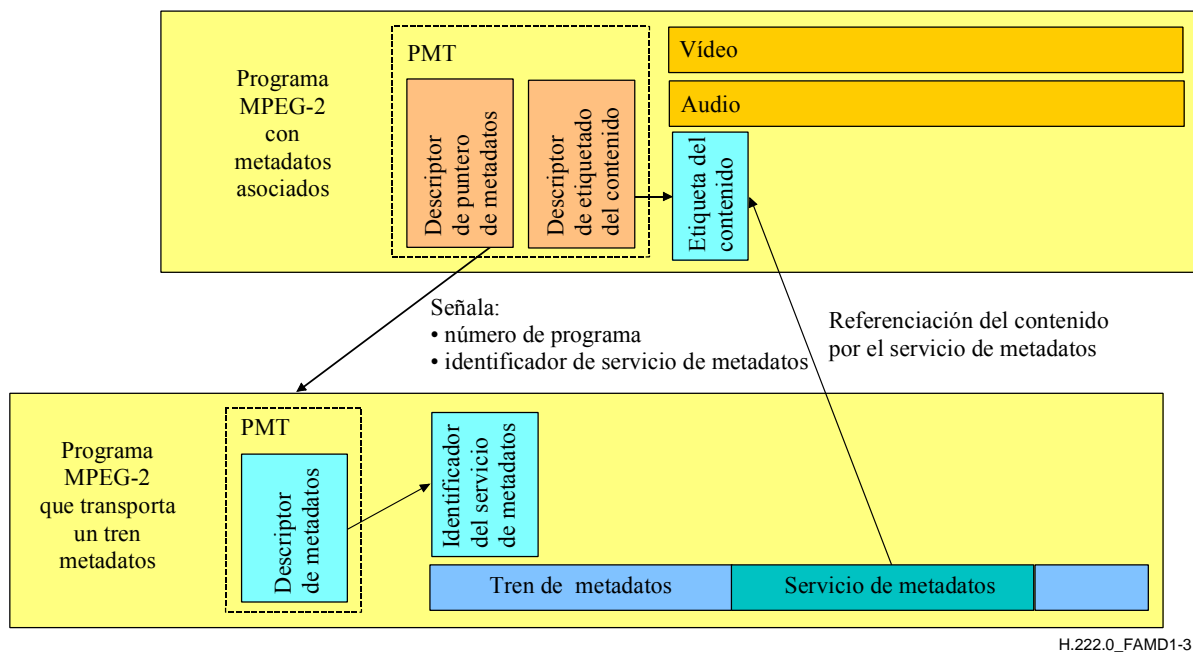 Programa
MPEG-2
con
metadatos
asociados
PMT
Descriptor
de puntero
de metadatos
Descriptor
de etiquetado
del contenido
Vídeo
Audio
Etiqueta del
contenido
Señala:
• número de programa
• identificador de servicio de metadatos
Referenciación del contenido
por el servicio de metadatos
Programa
MPEG-2
que transporta
un tren
metadatos
PMT
Descriptor
de metadatos
Identificador
del servicio
de metadatos
Tren de metadatos
Servicio de metadatos
H.222.0_FAMD1-3